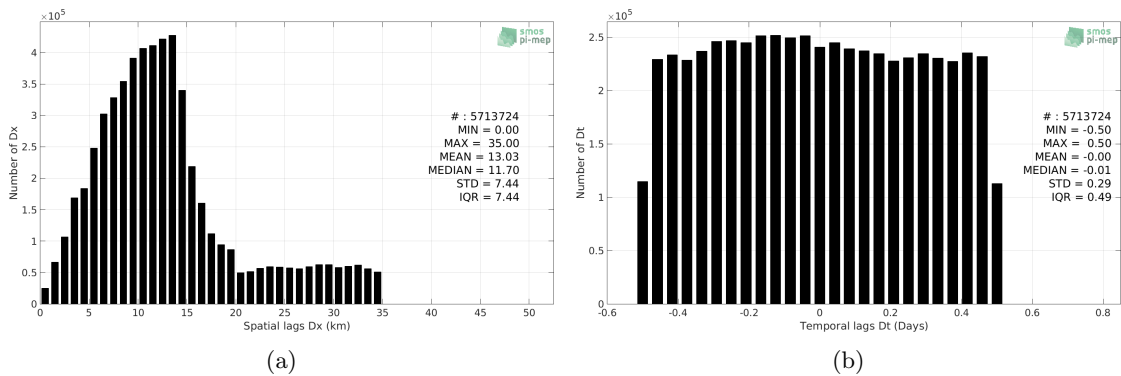 ×10⁵
4
3.5
3
2.5
2
1.5
1
0.5
0
Number of Dx
smos
pi-mep
# : 5713724
MIN = 0.00
MAX = 35.00
MEAN = 13.03
MEDIAN = 11.70
STD = 7.44
IQR = 7.44
0 5 10 15 20 25 30 35 40 45 50
Spatial lags Dx (km)
(a)
×10⁵
2.5
2
1.5
1
0.5
0
Number of Dt
smos
pi-mep
# : 5713724
MIN = -0.50
MAX = 0.50
MEAN = -0.00
MEDIAN = -0.01
STD = 0.29
IQR = 0.49
-0.6 -0.4 -0.2 0 0.2 0.4 0.6 0.8
Temporal lags Dt (Days)
(b)